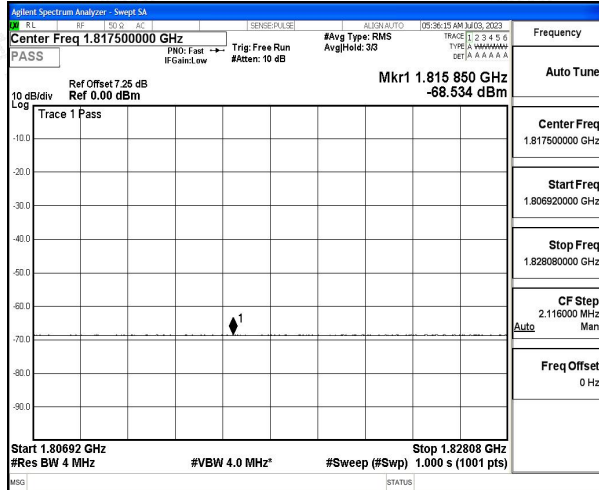 Agilent Spectrum Analyzer - Swept SA
RL RF 50 Ω AC SENSE:PULSE ALIGN AUTO 05:36:15 AM Jul 03, 2023
Center Freq 1.817500000 GHz
PASS
PNO: Fast
IFGain:Low
Trig: Free Run
#Atten: 10 dB
#Avg Type: RMS
Avg|Hold: 3/3
TRACE 1 2 3 4 5 6
TYPE A WWWWW
DET A A A A A A
Mkr1 1.815 850 GHz
-68.534 dBm
Ref Offset 7.25 dB
10 dB/div Ref 0.00 dBm
Log
Trace 1 Pass
-10.0
-20.0
-30.0
-40.0
-50.0
-60.0
-70.0
-80.0
-90.0
1
Start 1.80692 GHz Stop 1.82808 GHz
#Res BW 4 MHz #VBW 4.0 MHz* #Sweep (#Swp) 1.000 s (1001 pts)
MSG STATUS
Frequency
Auto Tune
Center Freq
1.817500000 GHz
Start Freq
1.806920000 GHz
Stop Freq
1.828080000 GHz
CF Step
2.116000 MHz
Auto Man
Freq Offset
0 Hz